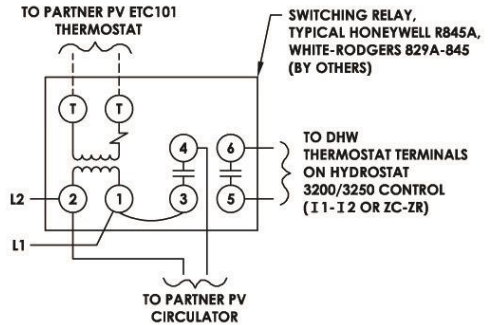 TO PARTNER PV ETC101
THERMOSTAT
SWITCHING RELAY,
TYPICAL HONEYWELL R845A,
WHITE-RODGERS 829A-845
(BY OTHERS)
T T
4 6
TO DHW
THERMOSTAT TERMINALS
ON HYDROSTAT
3200/3250 CONTROL
(I1-I2 OR ZC-ZR)
L2 2 1 3 5
L1
TO PARTNER PV
CIRCULATOR